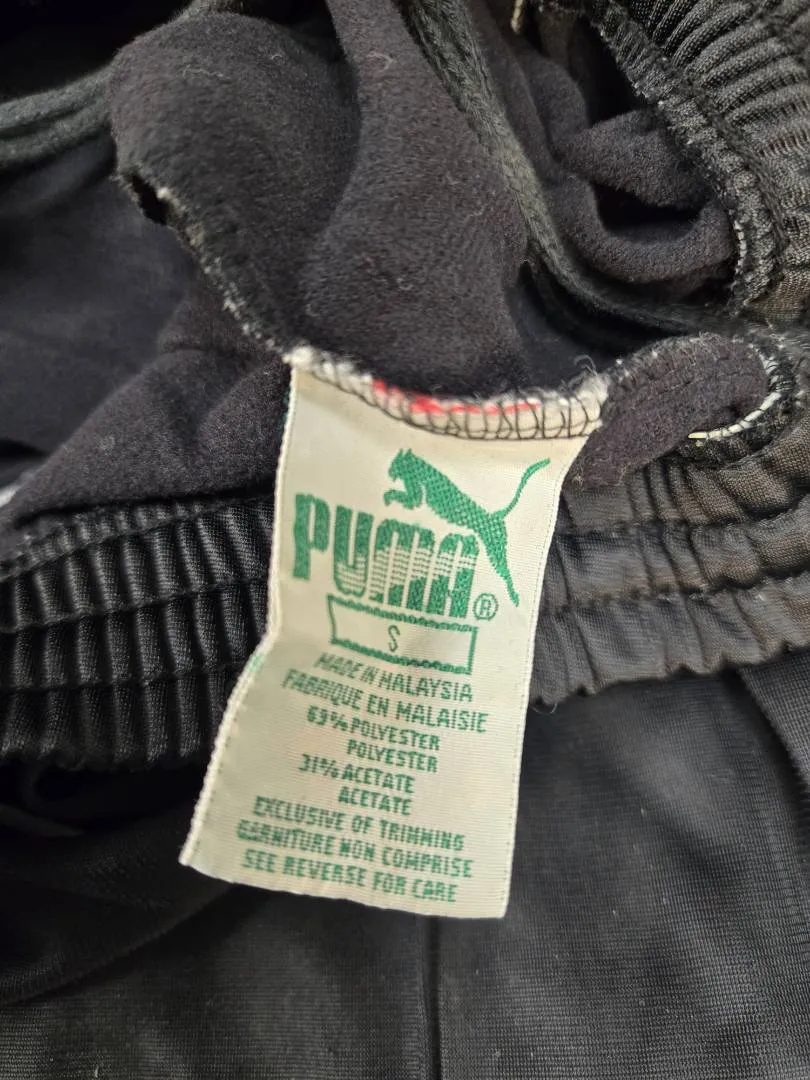 PUMA®
S
MADE IN MALAYSIA
FABRIQUE EN MALAISIE
63% POLYESTER
POLYESTER
31% ACETATE
ACETATE
EXCLUSIVE OF TRIMMING
GARNITURE NON COMPRISE
SEE REVERSE FOR CARE